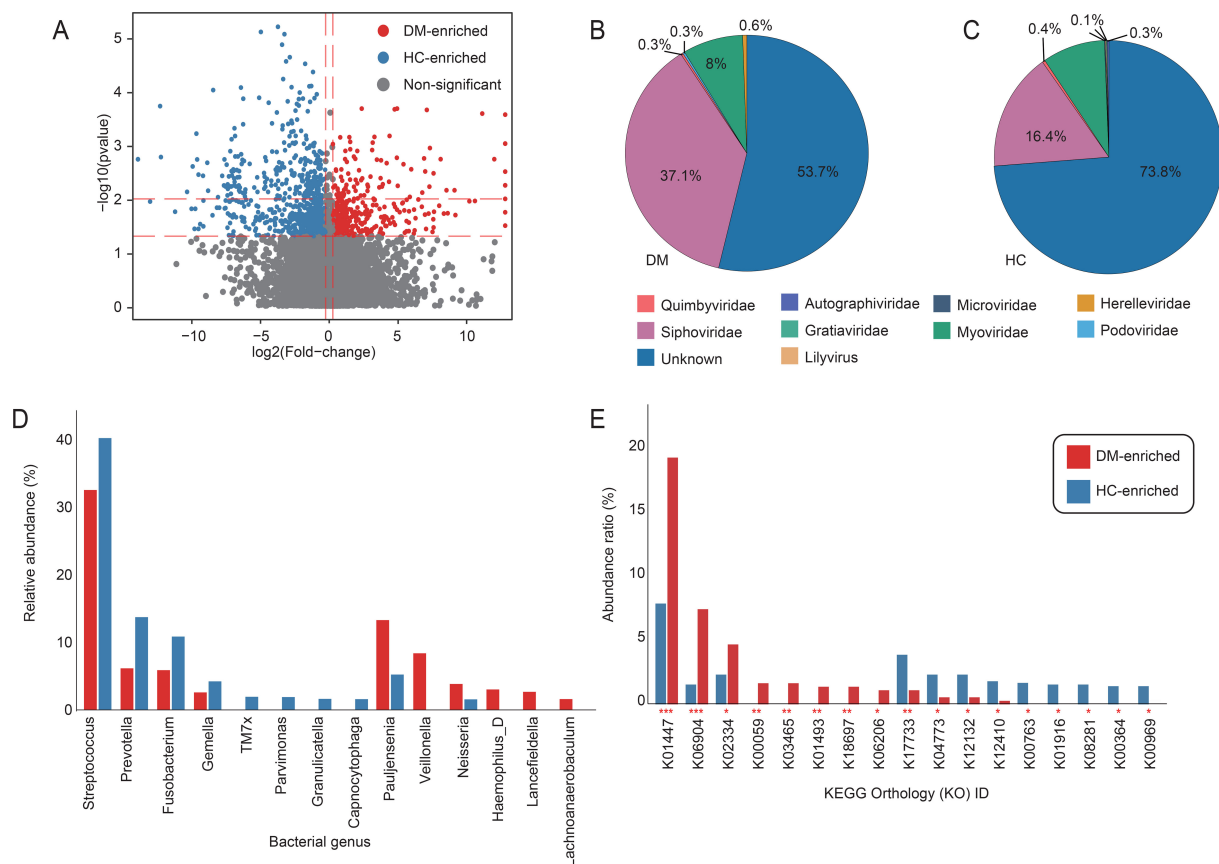 A
DM-enriched
HC-enriched
Non-significant
−log10(pvalue)
5
4
3
2
1
0
−10
−5
0
5
10
log2(Fold−change)
B
0.3%
0.3%
0.6%
8%
37.1%
53.7%
DM
C
0.4%
0.1%
0.3%
16.4%
73.8%
HC
Quimbyviridae
Autographiviridae
Microviridae
Herelleviridae
Siphoviridae
Gratiaviridae
Myoviridae
Podoviridae
Unknown
Lilyvirus
D
Relative abundance (%)
40
30
20
10
0
Streptococcus
Prevotella
Fusobacterium
Gemella
TM7x
Parvimonas
Granulicatella
Capnocytophaga
Pauljensenia
Veillonella
Neisseria
Haemophilus_D
Lancefieldella
achnoanaerobaculum
Bacterial genus
E
DM-enriched
HC-enriched
Abundance ratio (%)
20
15
10
5
0
*** *** * ** ** ** ** * ** * * * * * * * *
K01447
K06904
K02334
K00059
K03465
K01493
K18697
K06206
K17733
K04773
K12132
K12410
K00763
K01916
K08281
K00364
K00969
KEGG Orthology (KO) ID